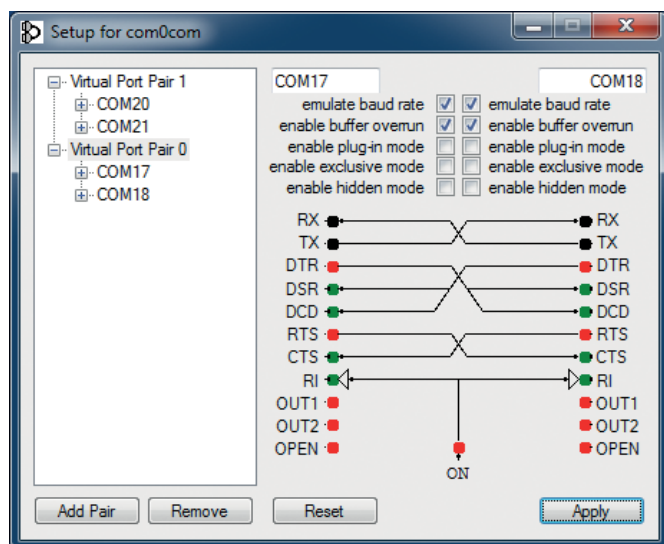 Setup for com0com
Virtual Port Pair 1
COM20
COM21
Virtual Port Pair 0
COM17
COM18
COM17 COM18
emulate baud rate emulate baud rate
enable buffer overrun enable buffer overrun
enable plug-in mode enable plug-in mode
enable exclusive mode enable exclusive mode
enable hidden mode enable hidden mode
RX RX
TX TX
DTR DTR
DSR DSR
DCD DCD
RTS RTS
CTS CTS
RI RI
OUT1 OUT1
OUT2 OUT2
OPEN OPEN
ON
Add Pair Remove Reset Apply